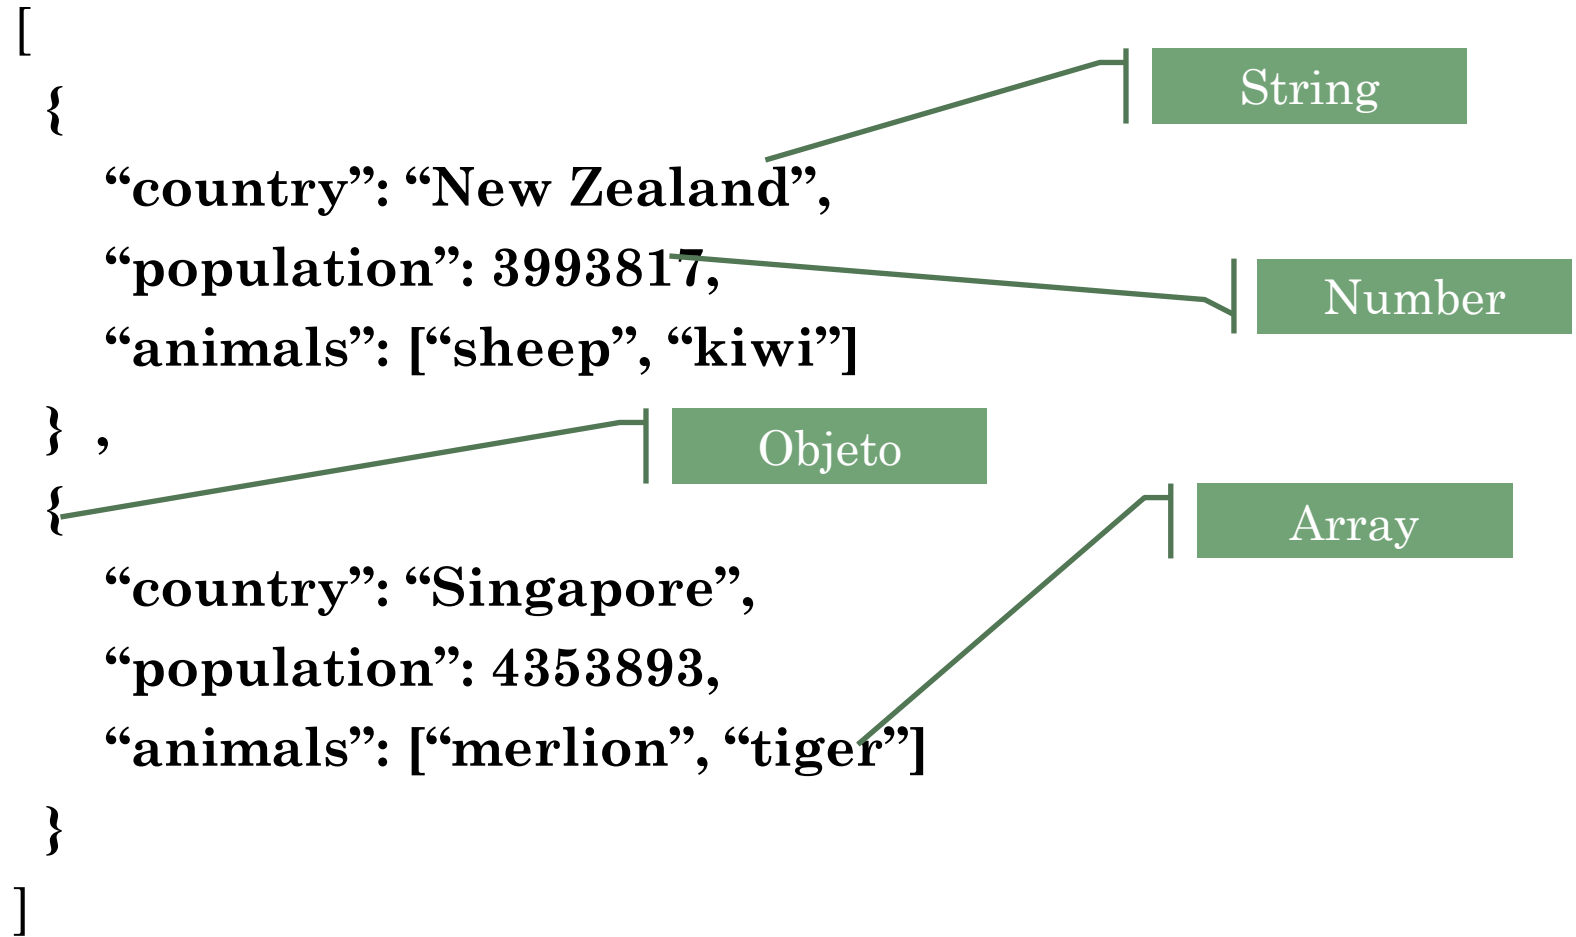 [
{
“country”: “New Zealand”,
“population”: 3993817,
“animals”: [“sheep”, “kiwi”]
} ,
{
“country”: “Singapore”,
“population”: 4353893,
“animals”: [“merlion”, “tiger”]
}
]
String
Number
Objeto
Array